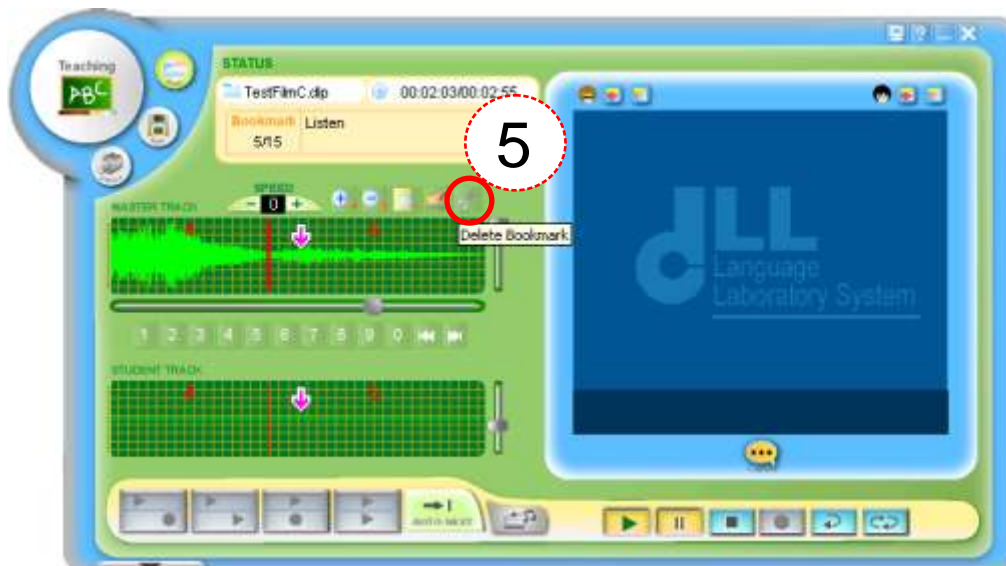 Teaching
ABC
STATUS
TestFilmC.dlp
00:02:03/00:02:55
Bookmark
Listen
5/15
5
SPEED
- 0 +
MASTER TRACK
Delete Bookmark
DLL
Language
Laboratory System
1 2 3 4 5 6 7 8 9 0
STUDENT TRACK
AUTO NEXT